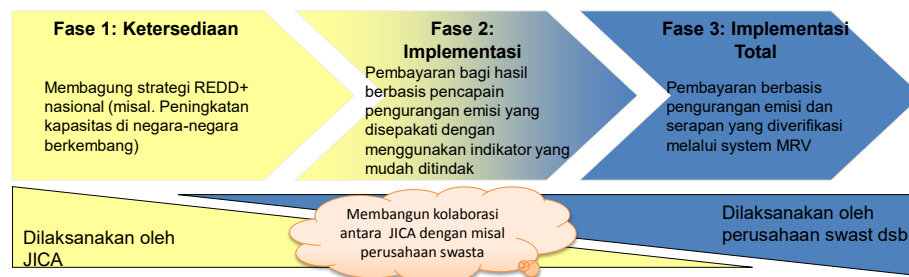 Fase 1: Ketersediaan
Membagung strategi REDD+
nasional (misal. Peningkatan
kapasitas di negara-negara
berkembang)
Fase 2:
Implementasi
Pembayaran bagi hasil
berbasis pencapain
pengurangan emisi yang
disepakati dengan
menggunakan indikator yang
mudah ditindak
Fase 3: Implementasi
Total
Pembayaran berbasis
pengurangan emisi dan
serapan yang diverifikasi
melalui system MRV
Dilaksanakan oleh
JICA
Membangun kolaborasi
antara JICA dengan misal
perusahaan swasta
Dilaksanakan oleh
perusahaan swast dsb